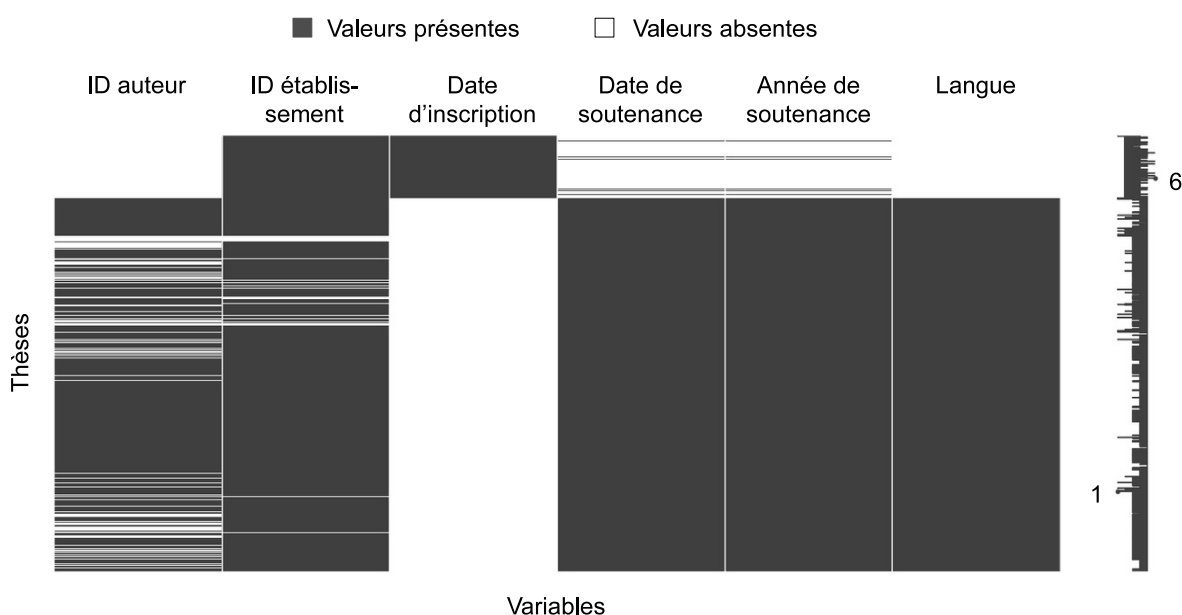 Valeurs présentes
Valeurs absentes
ID auteur
ID établis-
sement
Date
d’inscription
Date de
soutenance
Année de
soutenance
Langue
6
Thèses
1
Variables